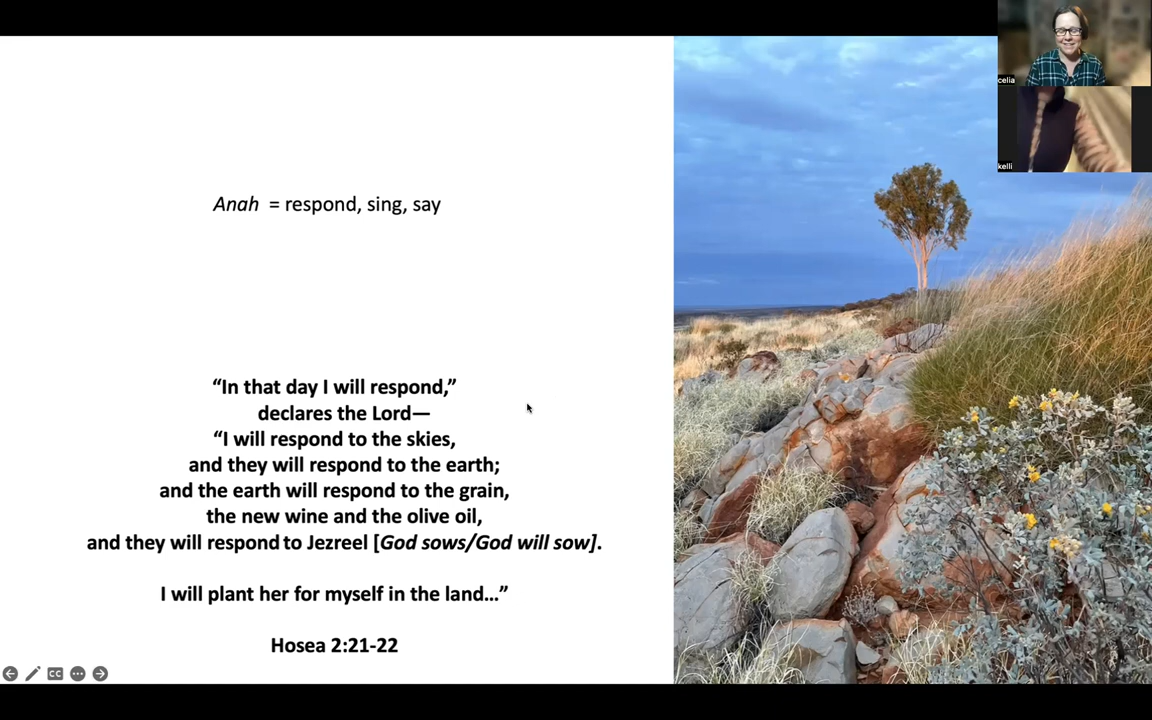 celia
kelli
Anah = respond, sing, say
“In that day I will respond,”
declares the Lord—
“I will respond to the skies,
and they will respond to the earth;
and the earth will respond to the grain,
the new wine and the olive oil,
and they will respond to Jezreel [God sows/God will sow].
I will plant her for myself in the land…”
Hosea 2:21-22
CC